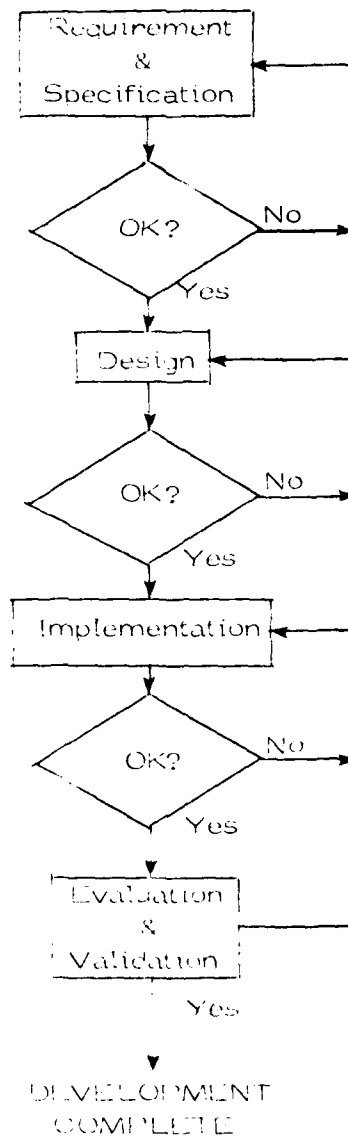 Requirement
&
Specification
OK?
No
Yes
Design
OK?
No
Yes
Implementation
OK?
No
Yes
Evaluation
&
Validation
Yes
DEVELOPMENT
COMPLETE